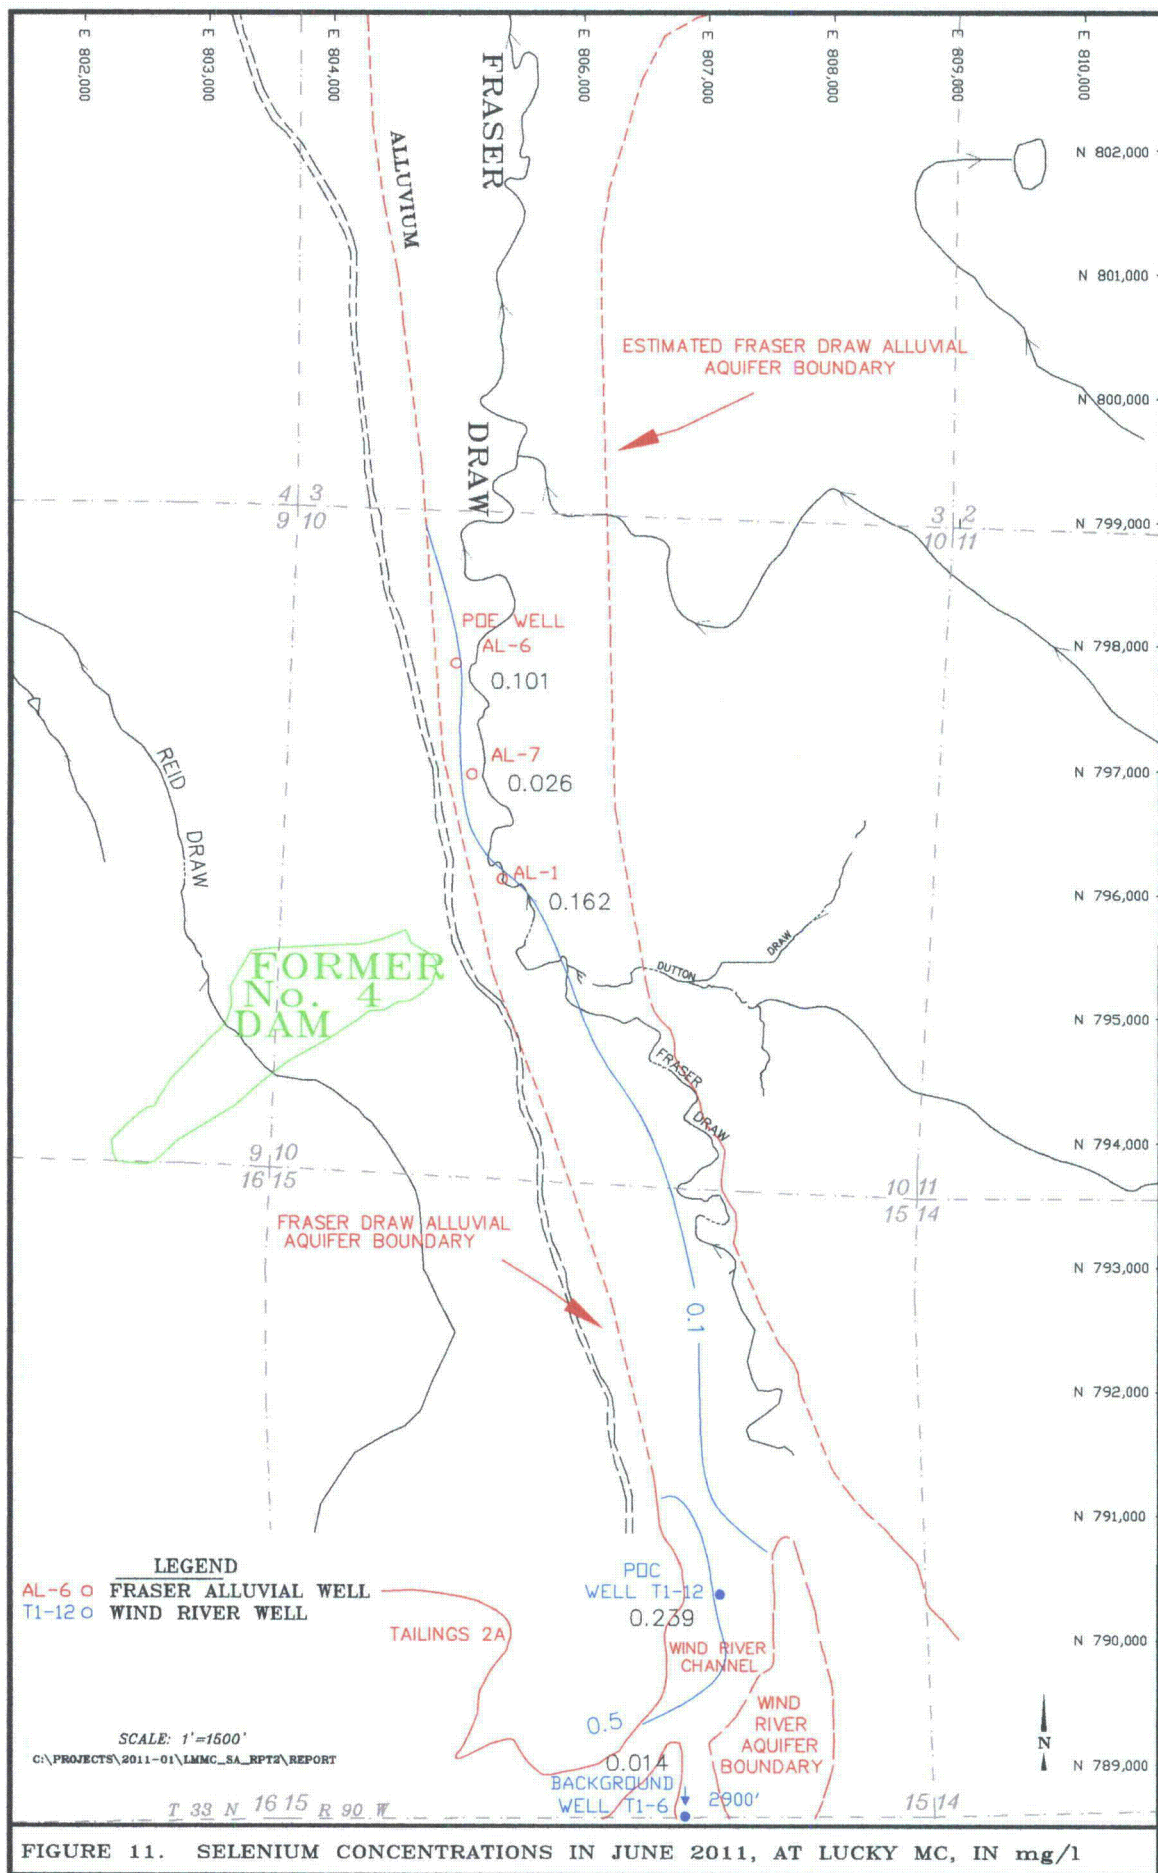 E 802,000
E 803,000
E 804,000
E 806,000
E 807,000
E 808,000
E 809,000
E 810,000
N 802,000
N 801,000
N 800,000
N 799,000
N 798,000
N 797,000
N 796,000
N 795,000
N 794,000
N 793,000
N 792,000
N 791,000
N 790,000
N 789,000
FRASER
DRAW
ALLUVIUM
ESTIMATED FRASER DRAW ALLUVIAL
AQUIFER BOUNDARY
4 3
9 10
3 2
10 11
POE WELL
AL-6
0.101
AL-7
0.026
AL-1
0.162
REID
DRAW
FORMER
No. 4
DAM
DUTTON
DRAW
FRASER
DRAW
9 10
16 15
10 11
15 14
FRASER DRAW ALLUVIAL
AQUIFER BOUNDARY
0.1
LEGEND
AL-6 FRASER ALLUVIAL WELL
T1-12 WIND RIVER WELL
TAILINGS 2A
POC
WELL T1-12
0.239
WIND RIVER
CHANNEL
WIND
RIVER
AQUIFER
BOUNDARY
0.5
0.014
BACKGROUND
WELL T1-6
2900'
N
SCALE: 1'=1500'
C:\PROJECTS\2011-01\LMMC_SA_RPT2\REPORT
T 33 N 16 15 R 90 W
15 14
FIGURE 11. SELENIUM CONCENTRATIONS IN JUNE 2011, AT LUCKY MC, IN mg/l